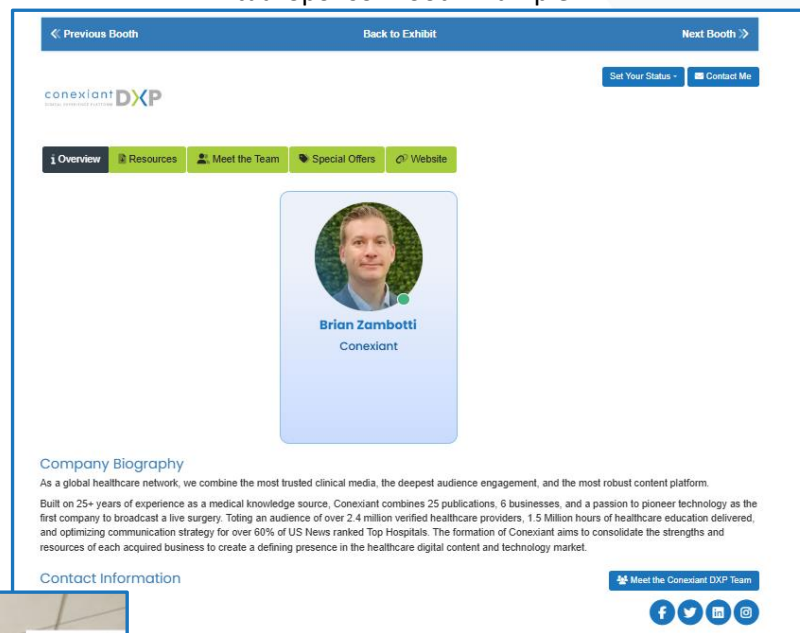 Previous Booth Back to Exhibit Next Booth
Set Your Status Contact Me
conexiant DXP
Overview Resources Meet the Team Special Offers Website
Brian Zambotti
Conexiant
Company Biography
As a global healthcare network, we combine the most trusted clinical media, the deepest audience engagement, and the most robust content platform.
Built on 25+ years of experience as a medical knowledge source, Conexiant combines 25 publications, 6 businesses, and a passion to pioneer technology as the
first company to broadcast a live surgery. Toting an audience of over 2.4 million verified healthcare providers, 1.5 Million hours of healthcare education delivered,
and optimizing communication strategy for over 60% of US News ranked Top Hospitals. The formation of Conexiant aims to consolidate the strengths and
resources of each acquired business to create a defining presence in the healthcare digital content and technology market.
Contact Information Meet the Conexiant DXP Team